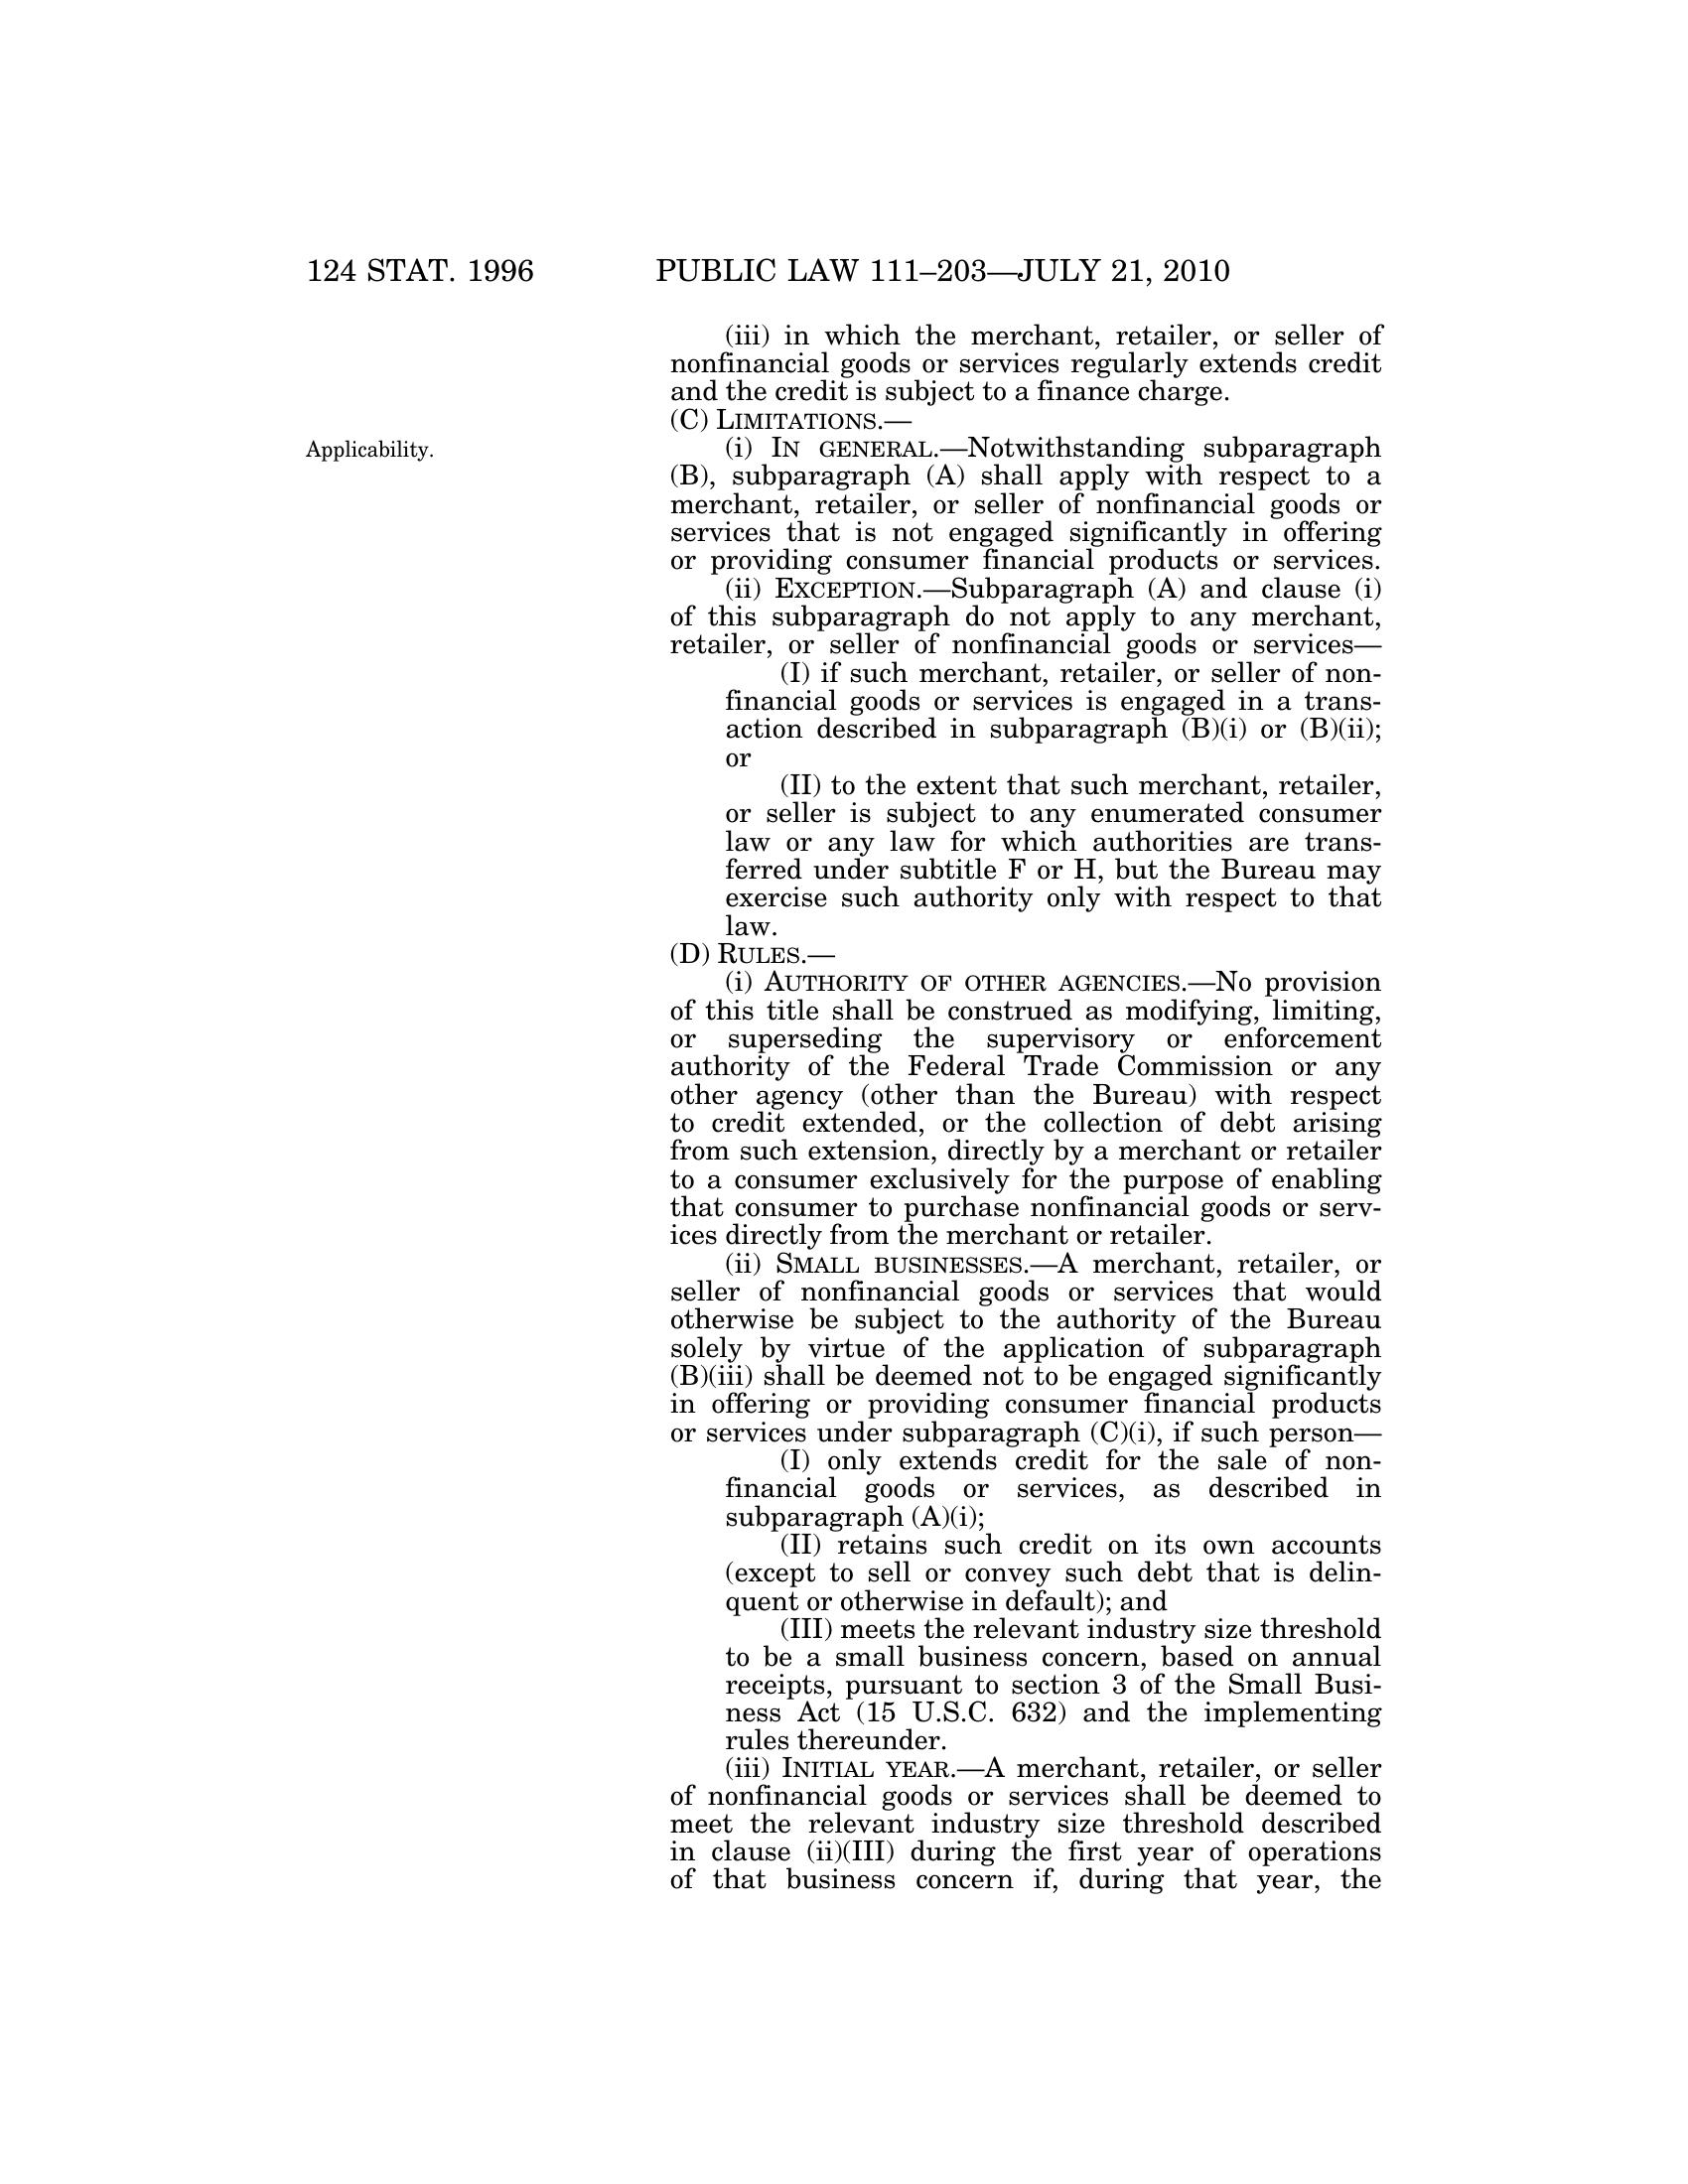 124 STAT. 1996 PUBLIC LAW 111–203—JULY 21, 2010
(iii) in which the merchant, retailer, or seller of
nonfinancial goods or services regularly extends credit
and the credit is subject to a finance charge.
(C) LIMITATIONS.—
Applicability.
(i) IN GENERAL.—Notwithstanding subparagraph
(B), subparagraph (A) shall apply with respect to a
merchant, retailer, or seller of nonfinancial goods or
services that is not engaged significantly in offering
or providing consumer financial products or services.
(ii) EXCEPTION.—Subparagraph (A) and clause (i)
of this subparagraph do not apply to any merchant,
retailer, or seller of nonfinancial goods or services—
(I) if such merchant, retailer, or seller of non-
financial goods or services is engaged in a trans-
action described in subparagraph (B)(i) or (B)(ii);
or
(II) to the extent that such merchant, retailer,
or seller is subject to any enumerated consumer
law or any law for which authorities are trans-
ferred under subtitle F or H, but the Bureau may
exercise such authority only with respect to that
law.
(D) RULES.—
(i) AUTHORITY OF OTHER AGENCIES.—No provision
of this title shall be construed as modifying, limiting,
or superseding the supervisory or enforcement
authority of the Federal Trade Commission or any
other agency (other than the Bureau) with respect
to credit extended, or the collection of debt arising
from such extension, directly by a merchant or retailer
to a consumer exclusively for the purpose of enabling
that consumer to purchase nonfinancial goods or serv-
ices directly from the merchant or retailer.
(ii) SMALL BUSINESSES.—A merchant, retailer, or
seller of nonfinancial goods or services that would
otherwise be subject to the authority of the Bureau
solely by virtue of the application of subparagraph
(B)(iii) shall be deemed not to be engaged significantly
in offering or providing consumer financial products
or services under subparagraph (C)(i), if such person—
(I) only extends credit for the sale of non-
financial goods or services, as described in
subparagraph (A)(i);
(II) retains such credit on its own accounts
(except to sell or convey such debt that is delin-
quent or otherwise in default); and
(III) meets the relevant industry size threshold
to be a small business concern, based on annual
receipts, pursuant to section 3 of the Small Busi-
ness Act (15 U.S.C. 632) and the implementing
rules thereunder.
(iii) INITIAL YEAR.—A merchant, retailer, or seller
of nonfinancial goods or services shall be deemed to
meet the relevant industry size threshold described
in clause (ii)(III) during the first year of operations
of that business concern if, during that year, the